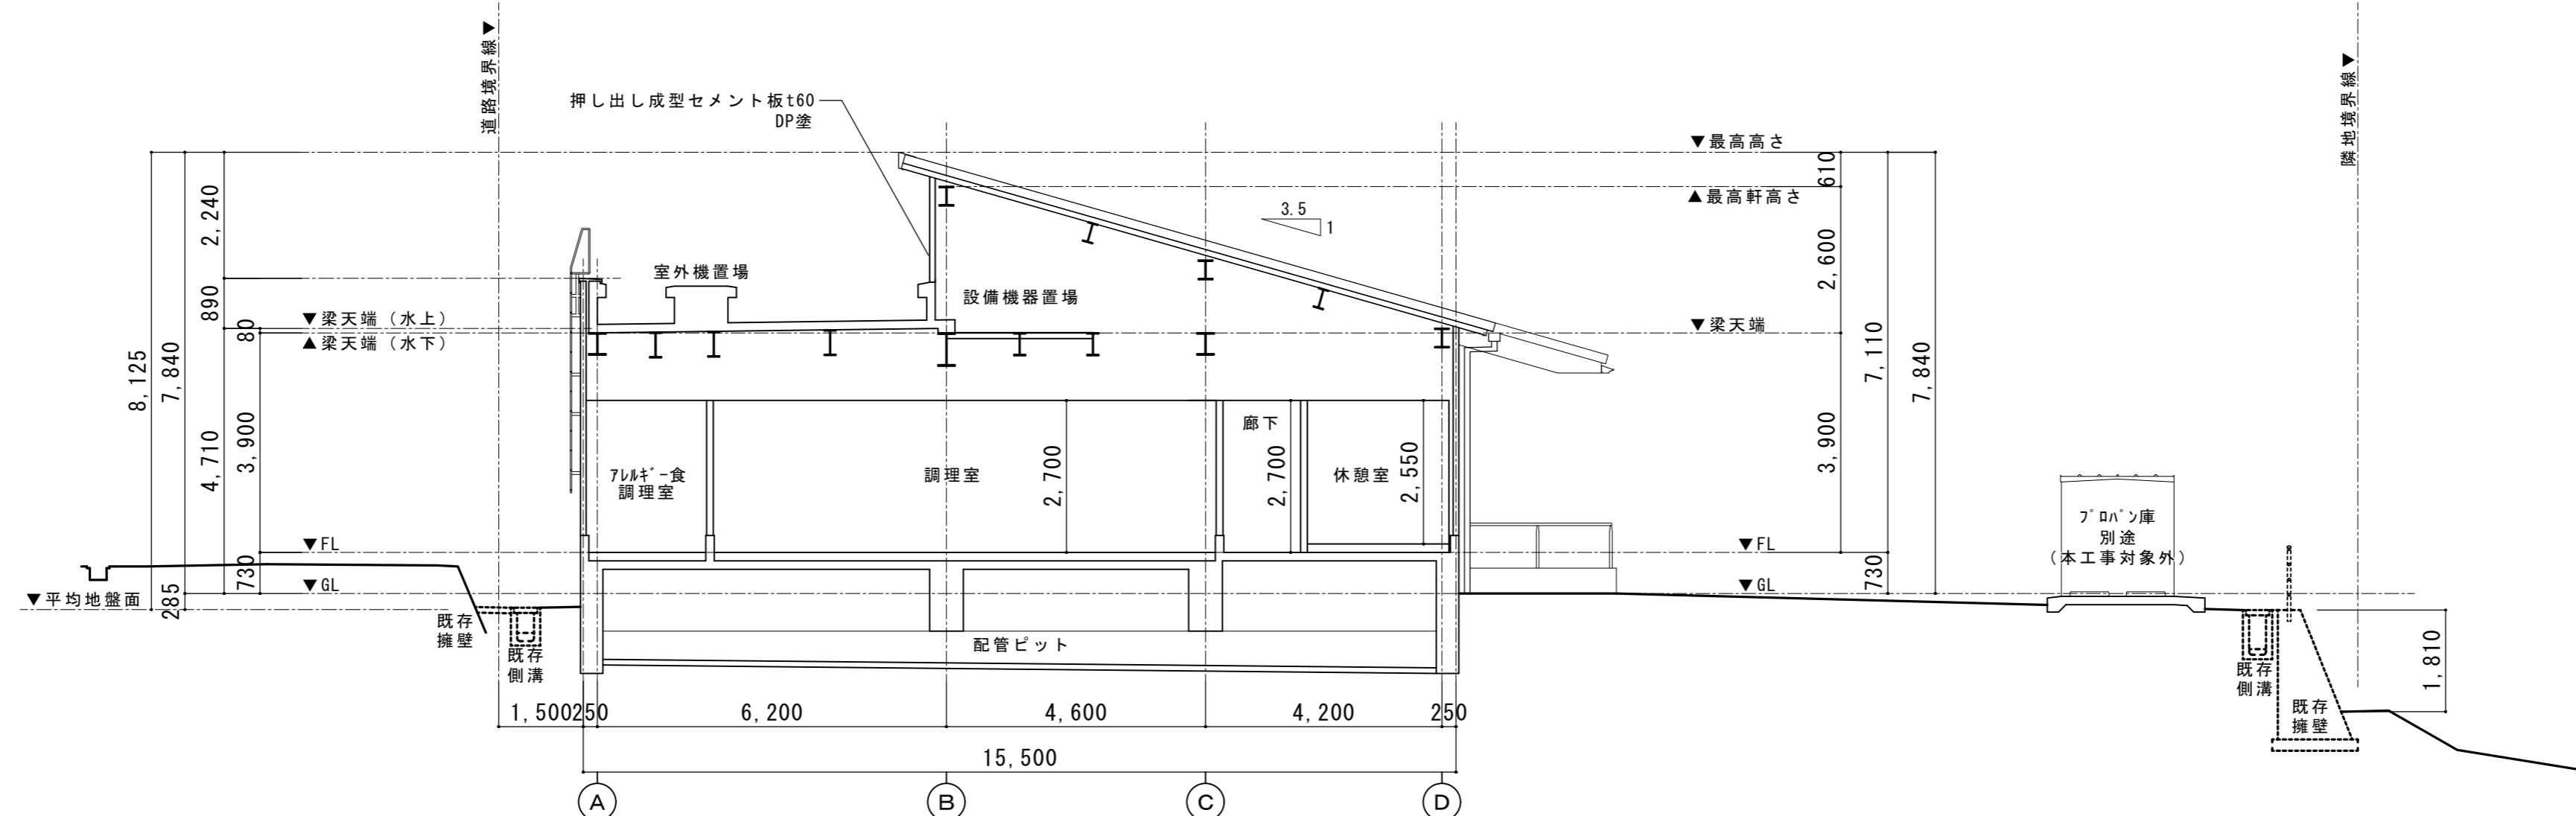 道路境界線▼
隣地境界線▼
押し出し成型セメント板t60
DP塗
▼最高高さ
▲最高軒高さ
3.5
1
室外機置場
設備機器置場
▼梁天端（水上）
▲梁天端（水下）
▼梁天端
8,125
7,840
2,240
890
80
4,710
3,900
730
285
610
2,600
3,900
7,110
730
7,840
廊下
ｱﾚﾙｷﾞｰ食
調理室
調理室
2,700
2,700
休憩室
2,550
▼FL
▼GL
▼平均地盤面
▼FL
▼GL
ﾌﾟﾛﾊﾟﾝ庫
別途
（本工事対象外）
既存
擁壁
既存
側溝
配管ピット
既存
側溝
既存
擁壁
1,810
1,500
250
6,200
4,600
4,200
250
15,500
A
B
C
D